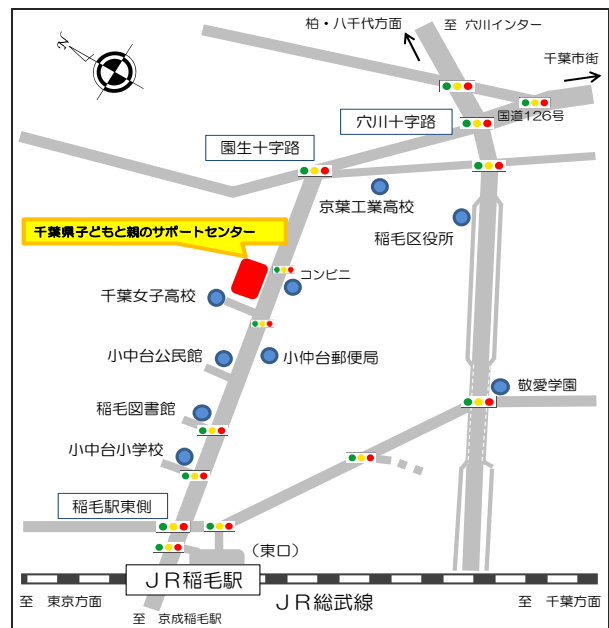 柏・八千代方面
至 穴川インター
千葉市街
N
国道126号
穴川十字路
園生十字路
京葉工業高校
稲毛区役所
千葉県子どもと親のサポートセンター
コンビニ
千葉女子高校
小中台公民館
小仲台郵便局
敬愛学園
稲毛図書館
小中台小学校
稲毛駅東側
(東口)
JR稲毛駅
至 東京方面
JR総武線
至 千葉方面
至 京成稲毛駅